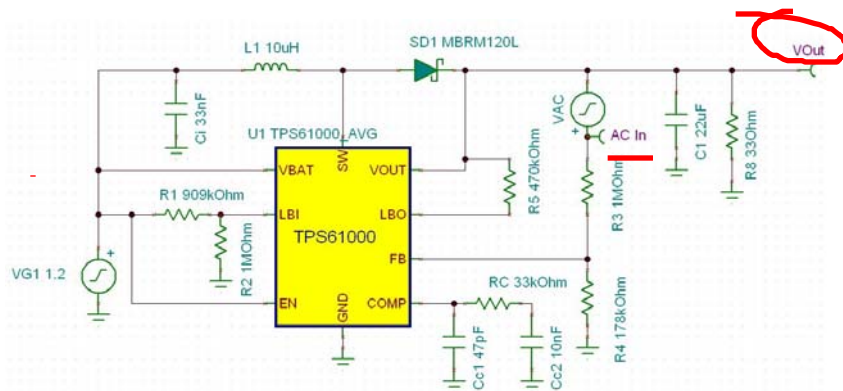 L1 10uH
SD1 MBRM120L
VOut
Ci 33nF
VAC
+
AC In
C1 22uF
R8 33Ohm
U1 TPS61000_AVG
VBAT
SW
VOUT
R1 909kOhm
LBI
LBO
R5 470kOhm
R3 1MOhm
TPS61000
R2 1MOhm
VG1 1.2
+
FB
RC 33kOhm
EN
GND
COMP
R4 178kOhm
Cc1 47pF
Cc2 10nF